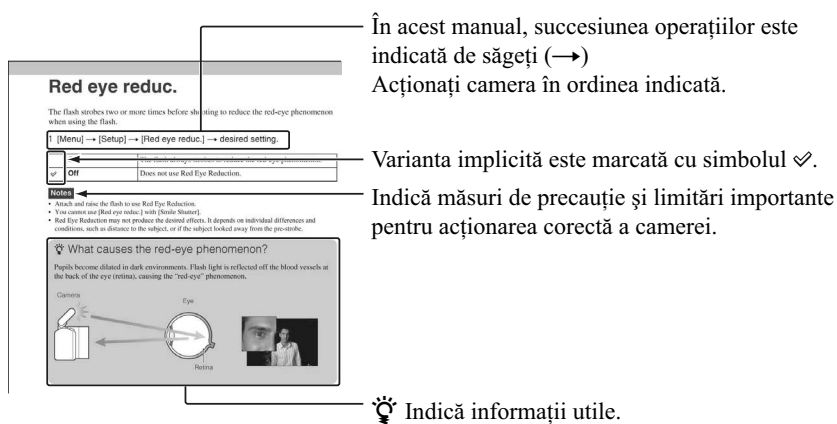 În acest manual, succesiunea operațiilor este
indicată de săgeți (→)
Acționați camera în ordinea indicată.
Red eye reduc.
The flash strobes two or more times before shooting to reduce the red-eye phenomenon
when using the flash.
1 [Menu] → [Setup] → [Red eye reduc.] → desired setting.
Varianta implicită este marcată cu simbolul ✓.
✓ Off Does not use Red Eye Reduction.
Notes
Indică măsuri de precauție şi limitări importante
pentru acționarea corectă a camerei.
• Attach and raise the flash to use Red Eye Reduction.
• You cannot use [Red eye reduc.] with [Smile Shutter].
• Red Eye Reduction may not produce the desired effects. It depends on individual differences and
conditions, such as distance to the subject, or if the subject looked away from the pre-strobe.
What causes the red-eye phenomenon?
Pupils become dilated in dark environments. Flash light is reflected off the blood vessels at
the back of the eye (retina), causing the "red-eye" phenomenon.
Camera
Eye
Retina
Indică informații utile.